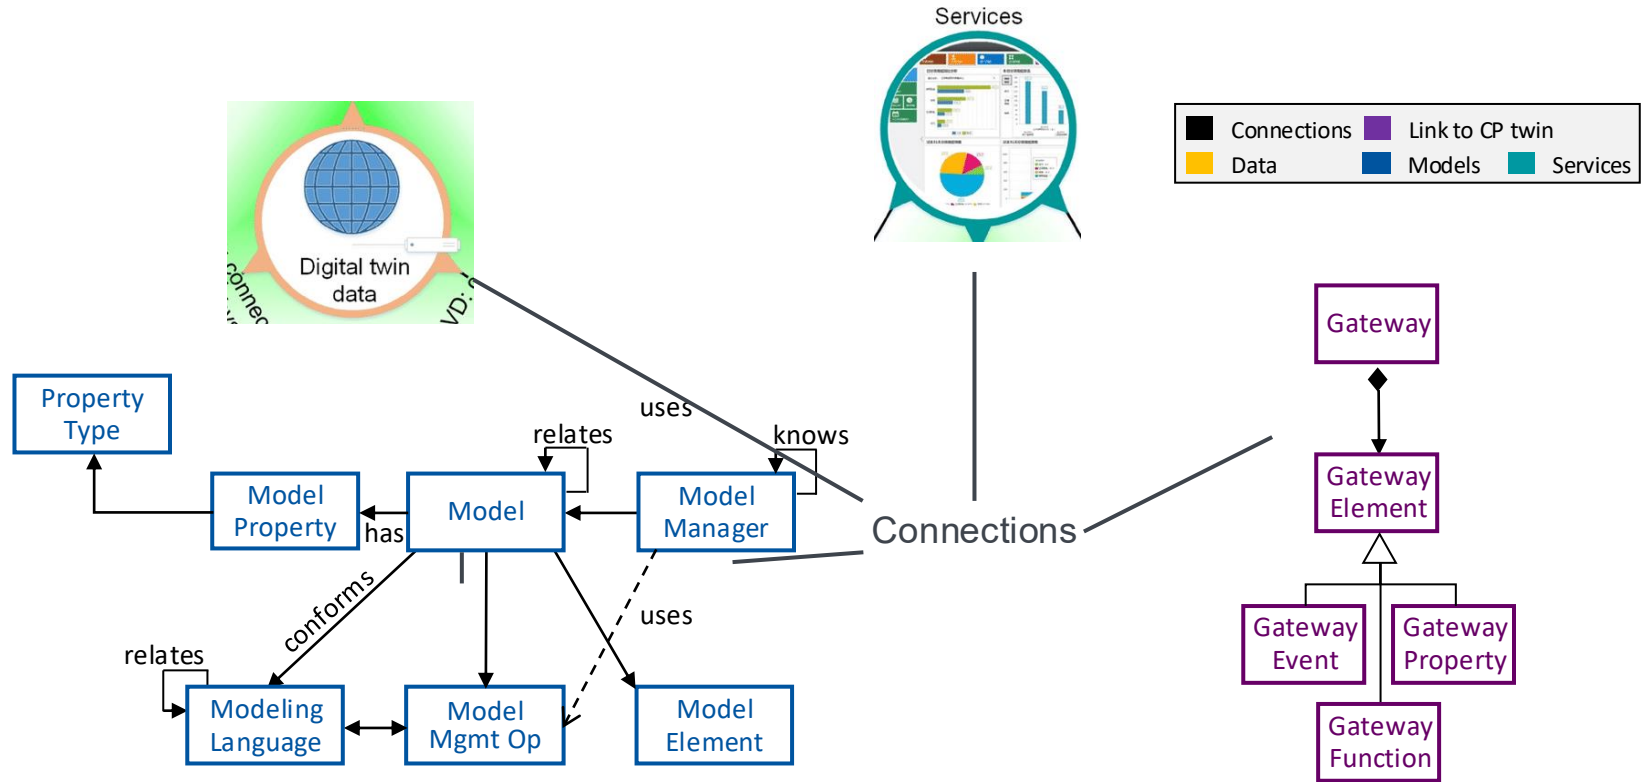 Services
Connections
Link to CP twin
Data
Models
Services
Digital twin
data
connec
VD:
Gateway
Property
Type
uses
relates
knows
Model
Property
has
Model
Model
Manager
Connections
Gateway
Element
conforms
uses
relates
Gateway
Event
Gateway
Property
Modeling
Language
Model
Mgmt Op
Model
Element
Gateway
Function